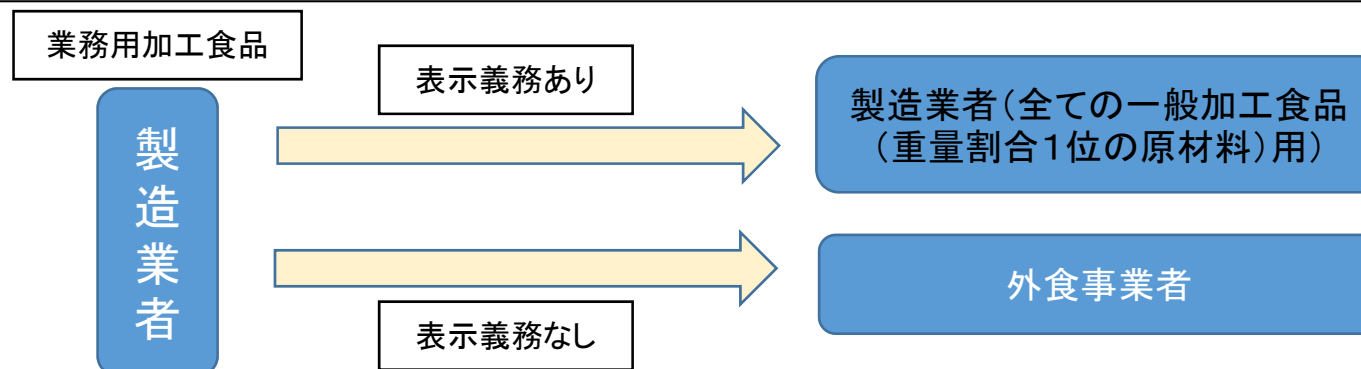 業務用加工食品
表示義務あり
製造業者
製造業者(全ての一般加工食品
(重量割合1位の原材料)用)
外食事業者
表示義務なし